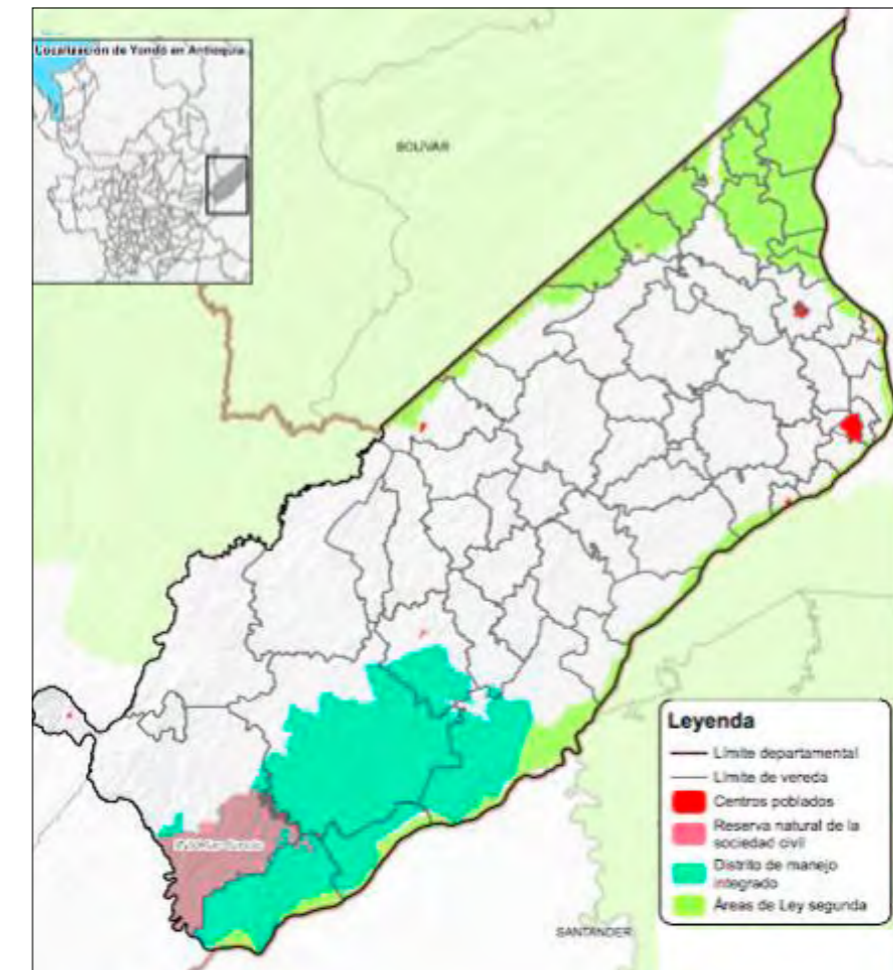 Localización de Yondó en Antioquia
BOLIVAR
Leyenda
Límite departamental
Límite de vereda
Centros poblados
Reserva natural de la
sociedad civil
Distrito de manejo
integrado
Áreas de Ley segunda
SANTANDER